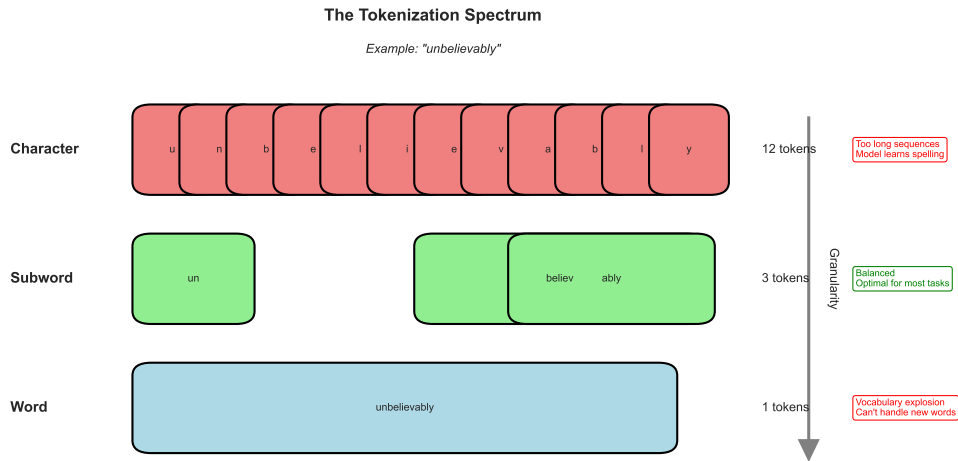 The Tokenization Spectrum
Example: "unbelievably"
Character
u n b e l i e v a b l y
12 tokens
Too long sequences
Model learns spelling
Subword
un believ ably
3 tokens
Balanced
Optimal for most tasks
Granularity
Word
unbelievably
1 tokens
Vocabulary explosion
Can't handle new words